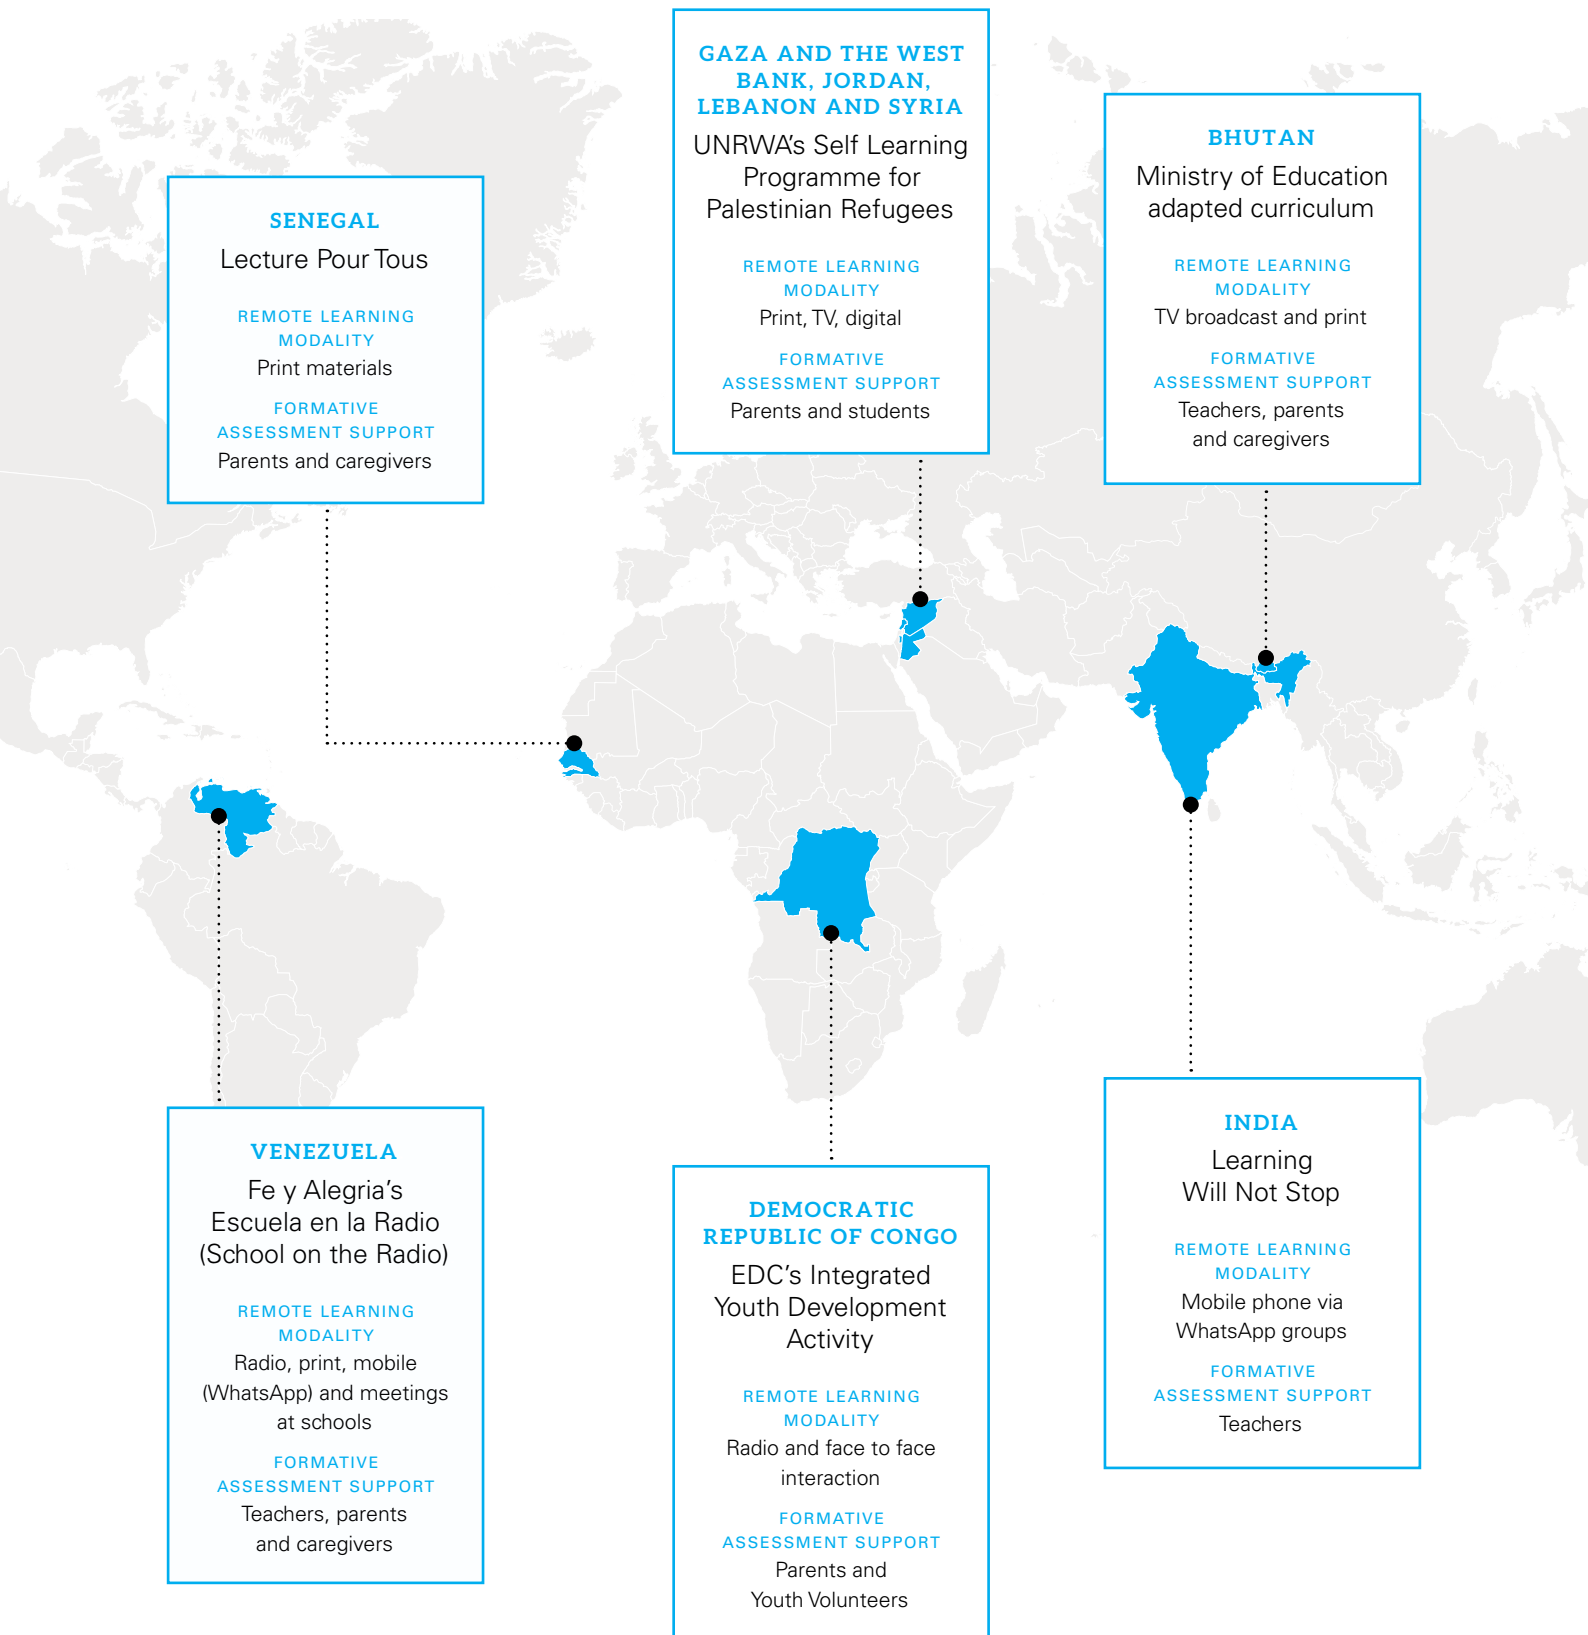 GAZA AND THE WEST
BANK, JORDAN,
LEBANON AND SYRIA
UNRWA's Self Learning
Programme for
Palestinian Refugees
REMOTE LEARNING
MODALITY
Print, TV, digital
FORMATIVE
ASSESSMENT SUPPORT
Parents and students
BHUTAN
Ministry of Education
adapted curriculum
REMOTE LEARNING
MODALITY
TV broadcast and print
FORMATIVE
ASSESSMENT SUPPORT
Teachers, parents
and caregivers
SENEGAL
Lecture Pour Tous
REMOTE LEARNING
MODALITY
Print materials
FORMATIVE
ASSESSMENT SUPPORT
Parents and caregivers
VENEZUELA
Fe y Alegria's
Escuela en la Radio
(School on the Radio)
REMOTE LEARNING
MODALITY
Radio, print, mobile
(WhatsApp) and meetings
at schools
FORMATIVE
ASSESSMENT SUPPORT
Teachers, parents
and caregivers
DEMOCRATIC
REPUBLIC OF CONGO
EDC's Integrated
Youth Development
Activity
REMOTE LEARNING
MODALITY
Radio and face to face
interaction
FORMATIVE
ASSESSMENT SUPPORT
Parents and
Youth Volunteers
INDIA
Learning
Will Not Stop
REMOTE LEARNING
MODALITY
Mobile phone via
WhatsApp groups
FORMATIVE
ASSESSMENT SUPPORT
Teachers